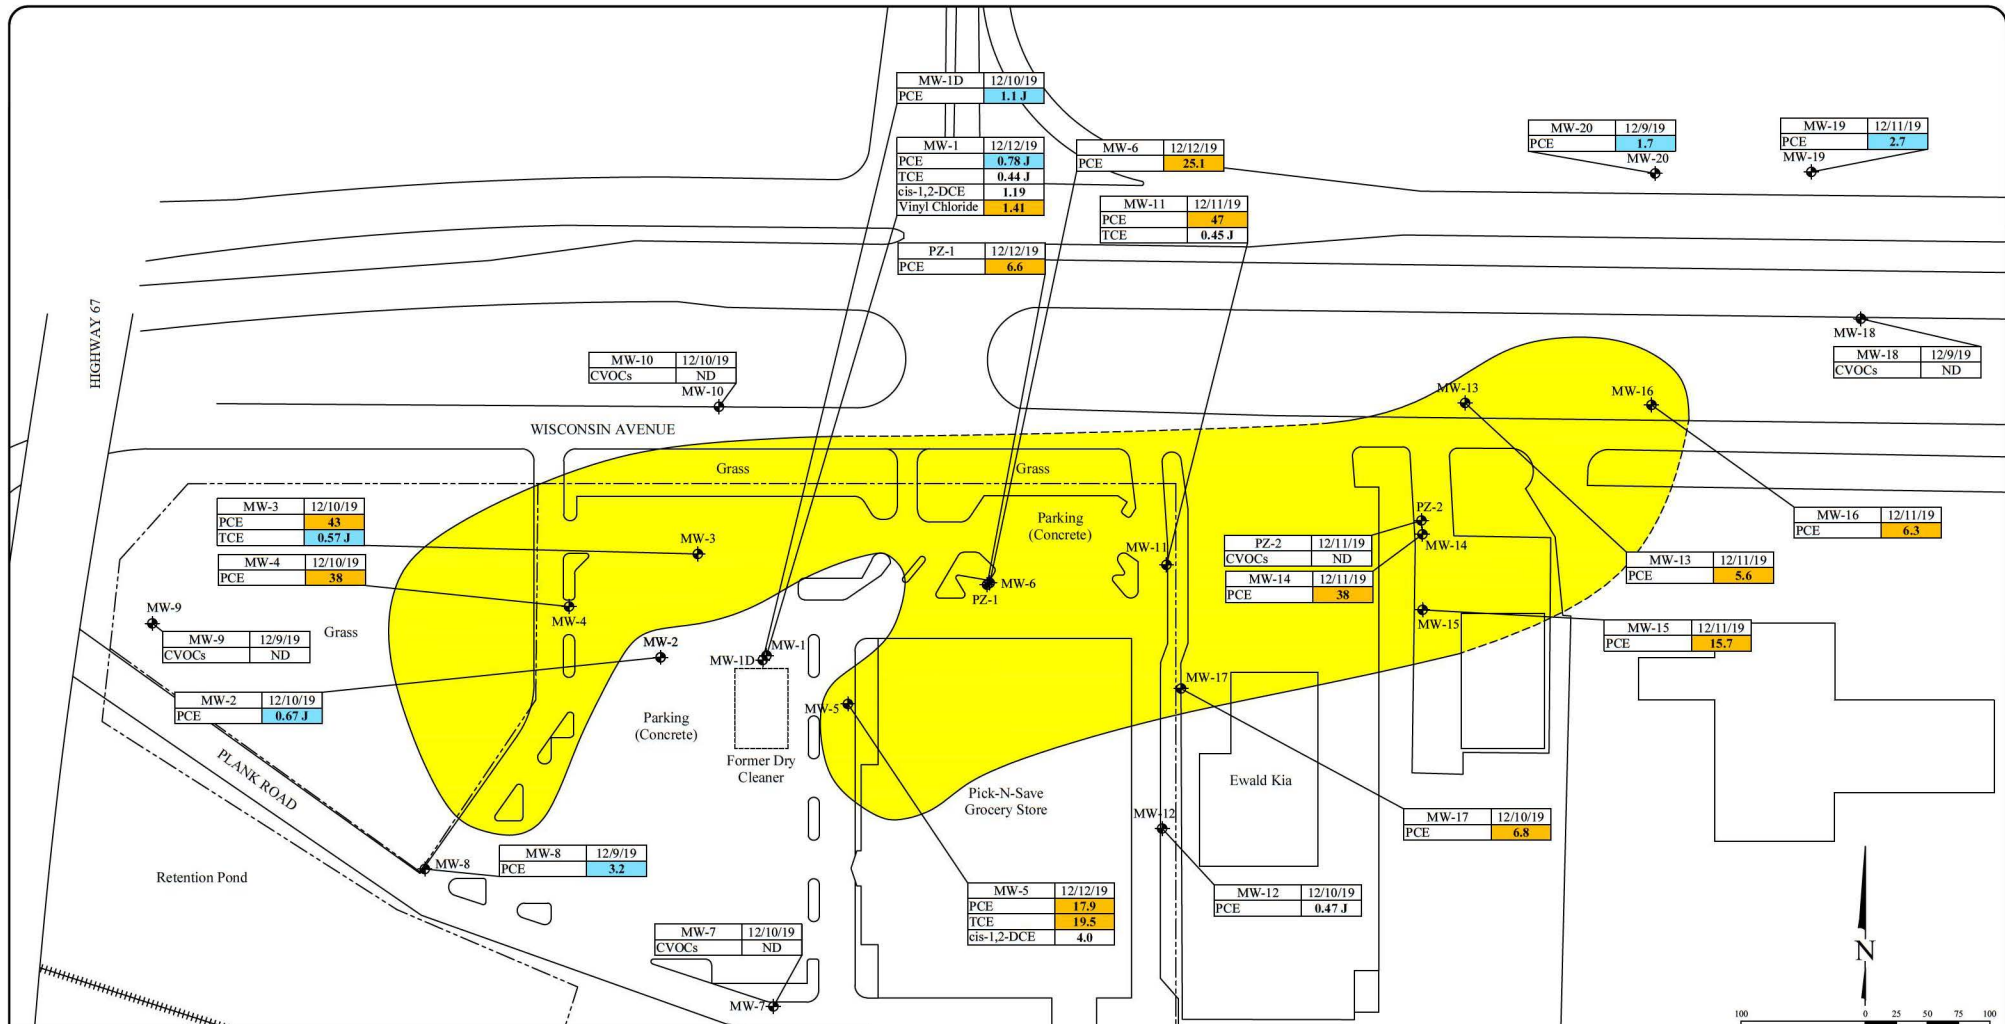 MW-1D 12/10/19
PCE 1.1 J
MW-1 12/12/19
PCE 0.78 J
TCE 0.44 J
cis-1,2-DCE 1.19
Vinyl Chloride 1.41
MW-6 12/12/19
PCE 25.1
MW-20 12/9/19
PCE 1.7
MW-20
MW-19 12/11/19
PCE 2.7
MW-19
MW-11 12/11/19
PCE 47
TCE 0.45 J
PZ-1 12/12/19
PCE 6.6
HIGHWAY 67
MW-18
MW-18 12/9/19
CVOCs ND
MW-10 12/10/19
CVOCs ND
MW-10
MW-13
MW-16
WISCONSIN AVENUE
Grass
Grass
MW-3 12/10/19
PCE 43
TCE 0.57 J
MW-3
Parking
(Concrete)
PZ-2
MW-14
MW-16 12/11/19
PCE 6.3
MW-11
PZ-2 12/11/19
CVOCs ND
MW-14 12/11/19
PCE 38
MW-13 12/11/19
PCE 5.6
MW-4 12/10/19
PCE 38
MW-4
MW-6
PZ-1
MW-9
MW-9 12/9/19
CVOCs ND
Grass
MW-2
MW-1
MW-1D
MW-15
MW-15 12/11/19
PCE 15.7
MW-17
MW-2 12/10/19
PCE 0.67 J
MW-5
Parking
(Concrete)
Former Dry
Cleaner
PLANK ROAD
Pick-N-Save
Grocery Store
Ewald Kia
MW-12
MW-17 12/10/19
PCE 6.8
MW-8
MW-8 12/9/19
PCE 3.2
Retention Pond
MW-5 12/12/19
PCE 17.9
TCE 19.5
cis-1,2-DCE 4.0
MW-12 12/10/19
PCE 0.47 J
MW-7 12/10/19
CVOCs ND
MW-7
N
100 0 25 50 75 100